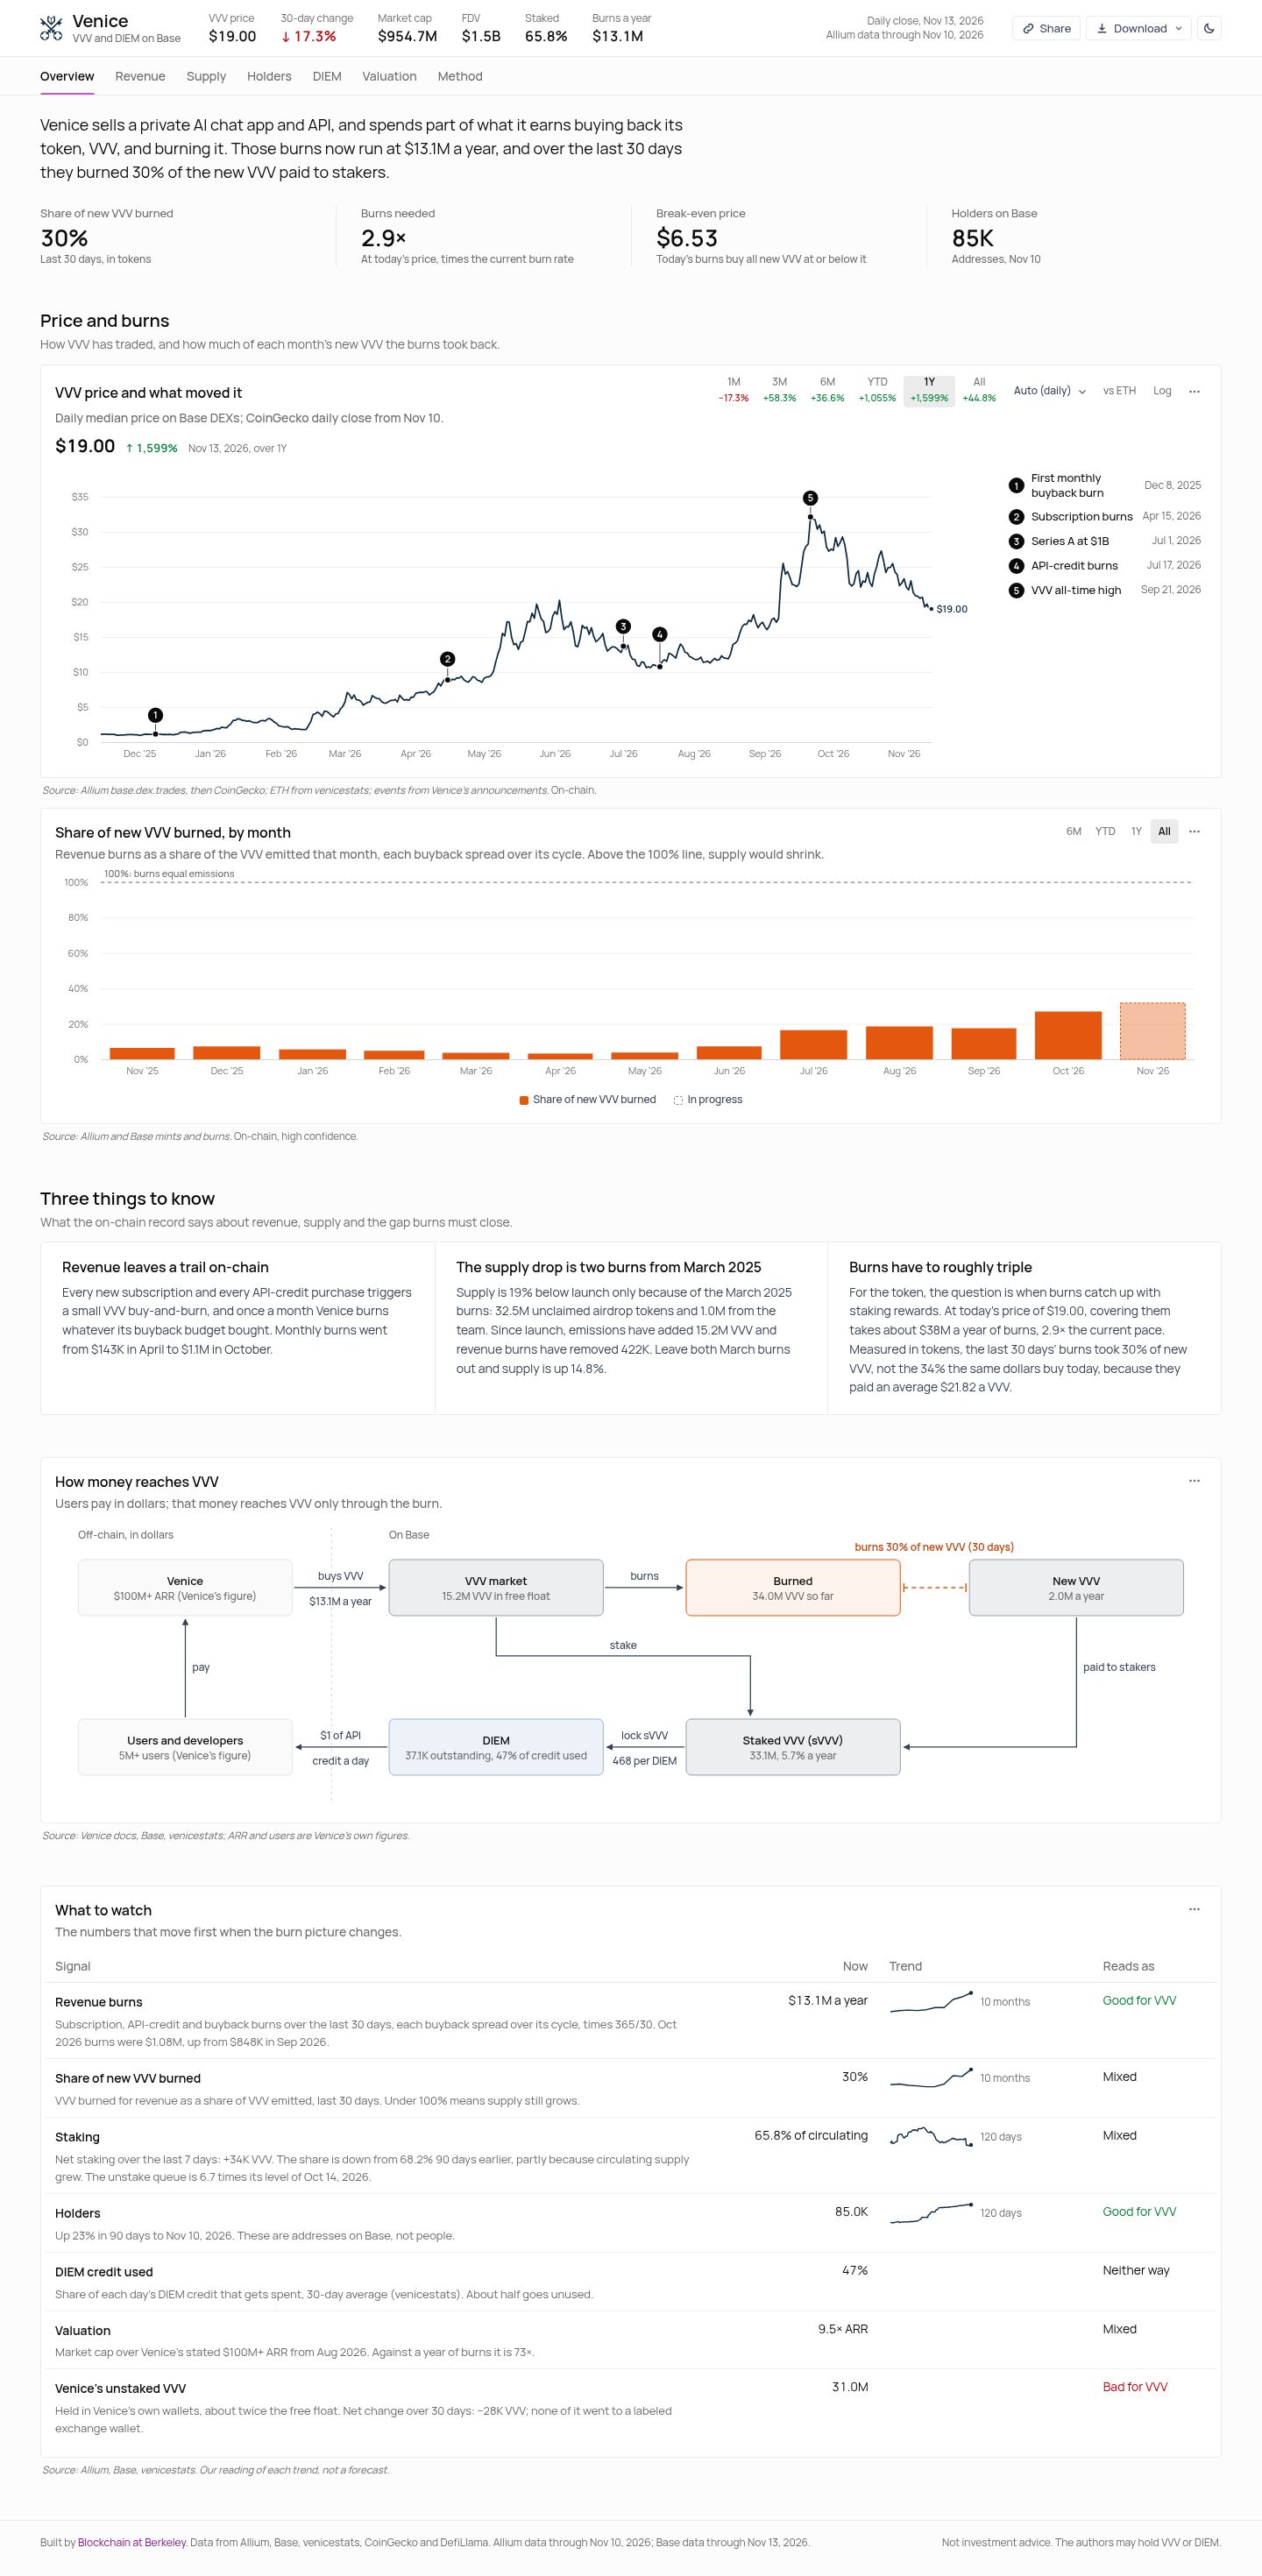 Venice
VVV and DIEM on Base
VVV price
$19.00
30-day change
↓ 17.3%
Market cap
$954.7M
FDV
$1.5B
Staked
65.8%
Burns a year
$13.1M
Daily close, Nov 13, 2026
Allium data through Nov 10, 2026
Share
Download
Overview
Revenue
Supply
Holders
DIEM
Valuation
Method
Venice sells a private AI chat app and API, and spends part of what it earns buying back its
token, VVV, and burning it. Those burns now run at $13.1M a year, and over the last 30 days
they burned 30% of the new VVV paid to stakers.
Share of new VVV burned
30%
Last 30 days, in tokens
Burns needed
2.9×
At today's price, times the current burn rate
Break-even price
$6.53
Today's burns buy all new VVV at or below it
Holders on Base
85K
Addresses, Nov 10
Price and burns
How VVV has traded, and how much of each month's new VVV the burns took back.
VVV price and what moved it
1M
−17.3%
3M
+58.3%
6M
+36.6%
YTD
+1,055%
1Y
+1,599%
All
+44.8%
Auto (daily)
vs ETH
Log
···
Daily median price on Base DEXs; CoinGecko daily close from Nov 10.
$19.00 ↑ 1,599% Nov 13, 2026, over 1Y
$35
$30
$25
$20
$15
$10
$5
$0
1
2
3
4
5
$19.00
Dec '25
Jan '26
Feb '26
Mar '26
Apr '26
May '26
Jun '26
Jul '26
Aug '26
Sep '26
Oct '26
Nov '26
1 First monthly
buyback burn
Dec 8, 2025
2 Subscription burns Apr 15, 2026
3 Series A at $1B Jul 1, 2026
4 API-credit burns Jul 17, 2026
5 VVV all-time high Sep 21, 2026
Source: Allium base.dex.trades, then CoinGecko; ETH from venicestats; events from Venice's announcements. On-chain.
Share of new VVV burned, by month
6M
YTD
1Y
All
···
Revenue burns as a share of the VVV emitted that month, each buyback spread over its cycle. Above the 100% line, supply would shrink.
100%: burns equal emissions
100%
80%
60%
40%
20%
0%
Nov '25
Dec '25
Jan '26
Feb '26
Mar '26
Apr '26
May '26
Jun '26
Jul '26
Aug '26
Sep '26
Oct '26
Nov '26
Share of new VVV burned
In progress
Source: Allium and Base mints and burns. On-chain, high confidence.
Three things to know
What the on-chain record says about revenue, supply and the gap burns must close.
Revenue leaves a trail on-chain
Every new subscription and every API-credit purchase triggers
a small VVV buy-and-burn, and once a month Venice burns
whatever its buyback budget bought. Monthly burns went
from $143K in April to $1.1M in October.
The supply drop is two burns from March 2025
Supply is 19% below launch only because of the March 2025
burns: 32.5M unclaimed airdrop tokens and 1.0M from the
team. Since launch, emissions have added 15.2M VVV and
revenue burns have removed 422K. Leave both March burns
out and supply is up 14.8%.
Burns have to roughly triple
For the token, the question is when burns catch up with
staking rewards. At today's price of $19.00, covering them
takes about $38M a year of burns, 2.9× the current pace.
Measured in tokens, the last 30 days' burns took 30% of new
VVV, not the 34% the same dollars buy today, because they
paid an average $21.82 a VVV.
How money reaches VVV
···
Users pay in dollars; that money reaches VVV only through the burn.
Off-chain, in dollars
On Base
burns 30% of new VVV (30 days)
Venice
$100M+ ARR (Venice's figure)
buys VVV
$13.1M a year
VVV market
15.2M VVV in free float
burns
Burned
34.0M VVV so far
New VVV
2.0M a year
stake
pay
paid to stakers
Users and developers
5M+ users (Venice's figure)
$1 of API
credit a day
DIEM
37.1K outstanding, 47% of credit used
lock sVVV
468 per DIEM
Staked VVV (sVVV)
33.1M, 5.7% a year
Source: Venice docs, Base, venicestats; ARR and users are Venice's own figures.
What to watch
···
The numbers that move first when the burn picture changes.
Signal
Now
Trend
Reads as
Revenue burns
$13.1M a year
10 months
Good for VVV
Subscription, API-credit and buyback burns over the last 30 days, each buyback spread over its cycle, times 365/30. Oct
2026 burns were $1.08M, up from $848K in Sep 2026.
Share of new VVV burned
30%
10 months
Mixed
VVV burned for revenue as a share of VVV emitted, last 30 days. Under 100% means supply still grows.
Staking
65.8% of circulating
120 days
Mixed
Net staking over the last 7 days: +34K VVV. The share is down from 68.2% 90 days earlier, partly because circulating supply
grew. The unstake queue is 6.7 times its level of Oct 14, 2026.
Holders
85.0K
120 days
Good for VVV
Up 23% in 90 days to Nov 10, 2026. These are addresses on Base, not people.
DIEM credit used
47%
Neither way
Share of each day's DIEM credit that gets spent, 30-day average (venicestats). About half goes unused.
Valuation
9.5× ARR
Mixed
Market cap over Venice's stated $100M+ ARR from Aug 2026. Against a year of burns it is 73×.
Venice's unstaked VVV
31.0M
Bad for VVV
Held in Venice's own wallets, about twice the free float. Net change over 30 days: −28K VVV; none of it went to a labeled
exchange wallet.
Source: Allium, Base, venicestats. Our reading of each trend, not a forecast.
Built by Blockchain at Berkeley. Data from Allium, Base, venicestats, CoinGecko and DefiLlama. Allium data through Nov 10, 2026; Base data through Nov 13, 2026.
Not investment advice. The authors may hold VVV or DIEM.